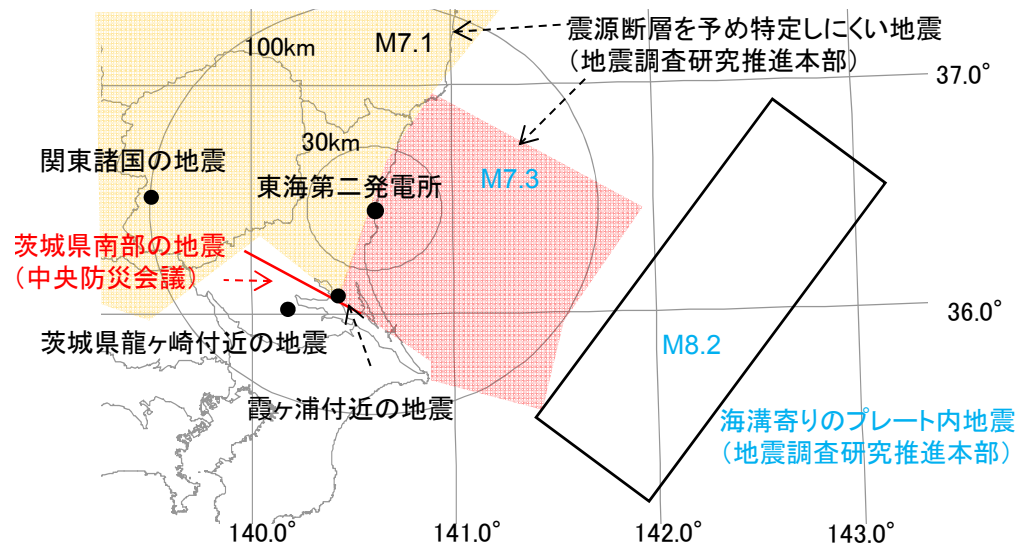 M7.1
震源断層を予め特定しにくい地震
（地震調査研究推進本部）
100km
37.0°
30km
関東諸国の地震
東海第二発電所
M7.3
茨城県南部の地震
（中央防災会議）
36.0°
茨城県龍ヶ崎付近の地震
M8.2
霞ヶ浦付近の地震
海溝寄りのプレート内地震
（地震調査研究推進本部）
140.0°
141.0°
142.0°
143.0°